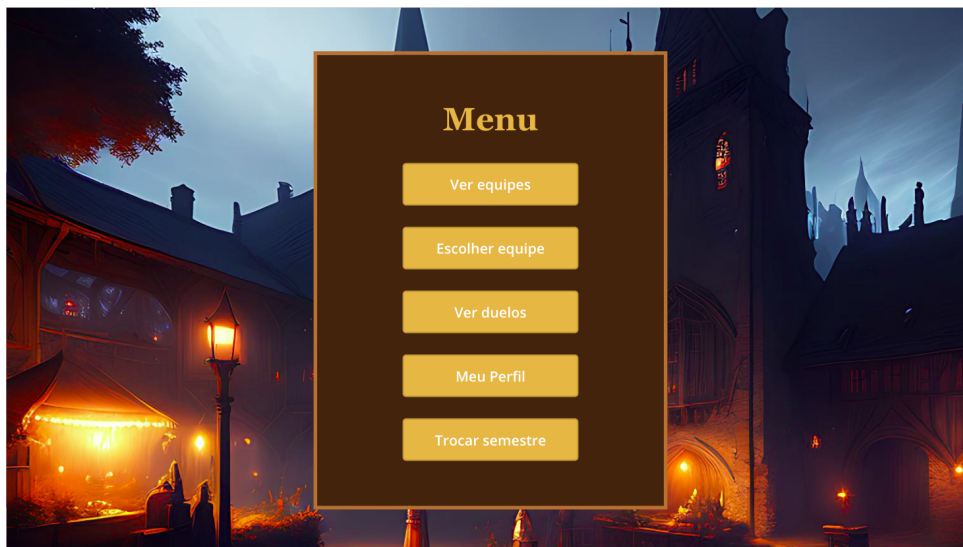 Menu
Ver equipes
Escolher equipe
Ver duelos
Meu Perfil
Trocar semestre